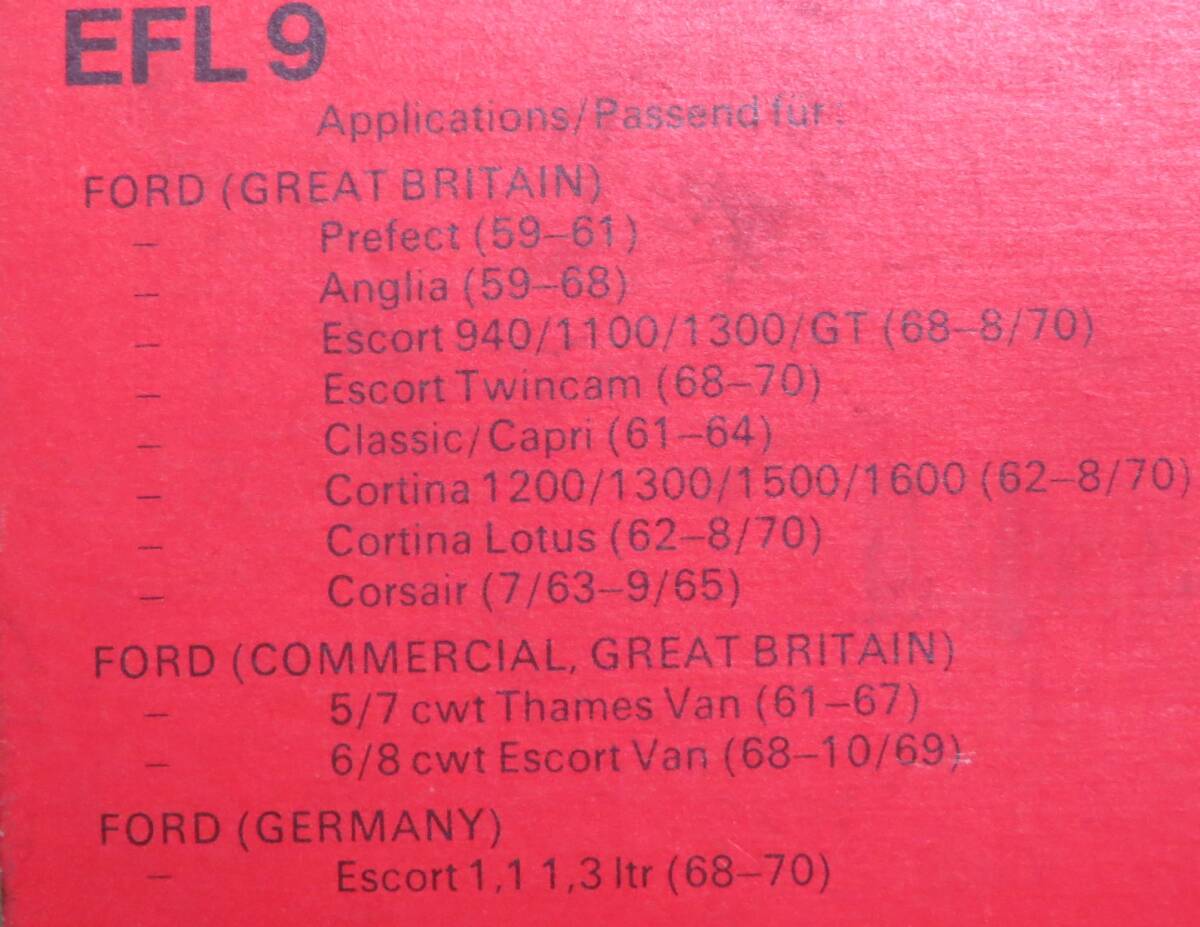 EFL 9
Applications/Passend für:
FORD (GREAT BRITAIN)
– Prefect (59–61)
– Anglia (59–68)
– Escort 940/1100/1300/GT (68–8/70)
– Escort Twincam (68–70)
– Classic/Capri (61–64)
– Cortina 1200/1300/1500/1600 (62–8/70)
– Cortina Lotus (62–8/70)
– Corsair (7/63–9/65)
FORD (COMMERCIAL, GREAT BRITAIN)
– 5/7 cwt Thames Van (61–67)
– 6/8 cwt Escort Van (68–10/69)
FORD (GERMANY)
– Escort 1,1 1,3 ltr (68–70)